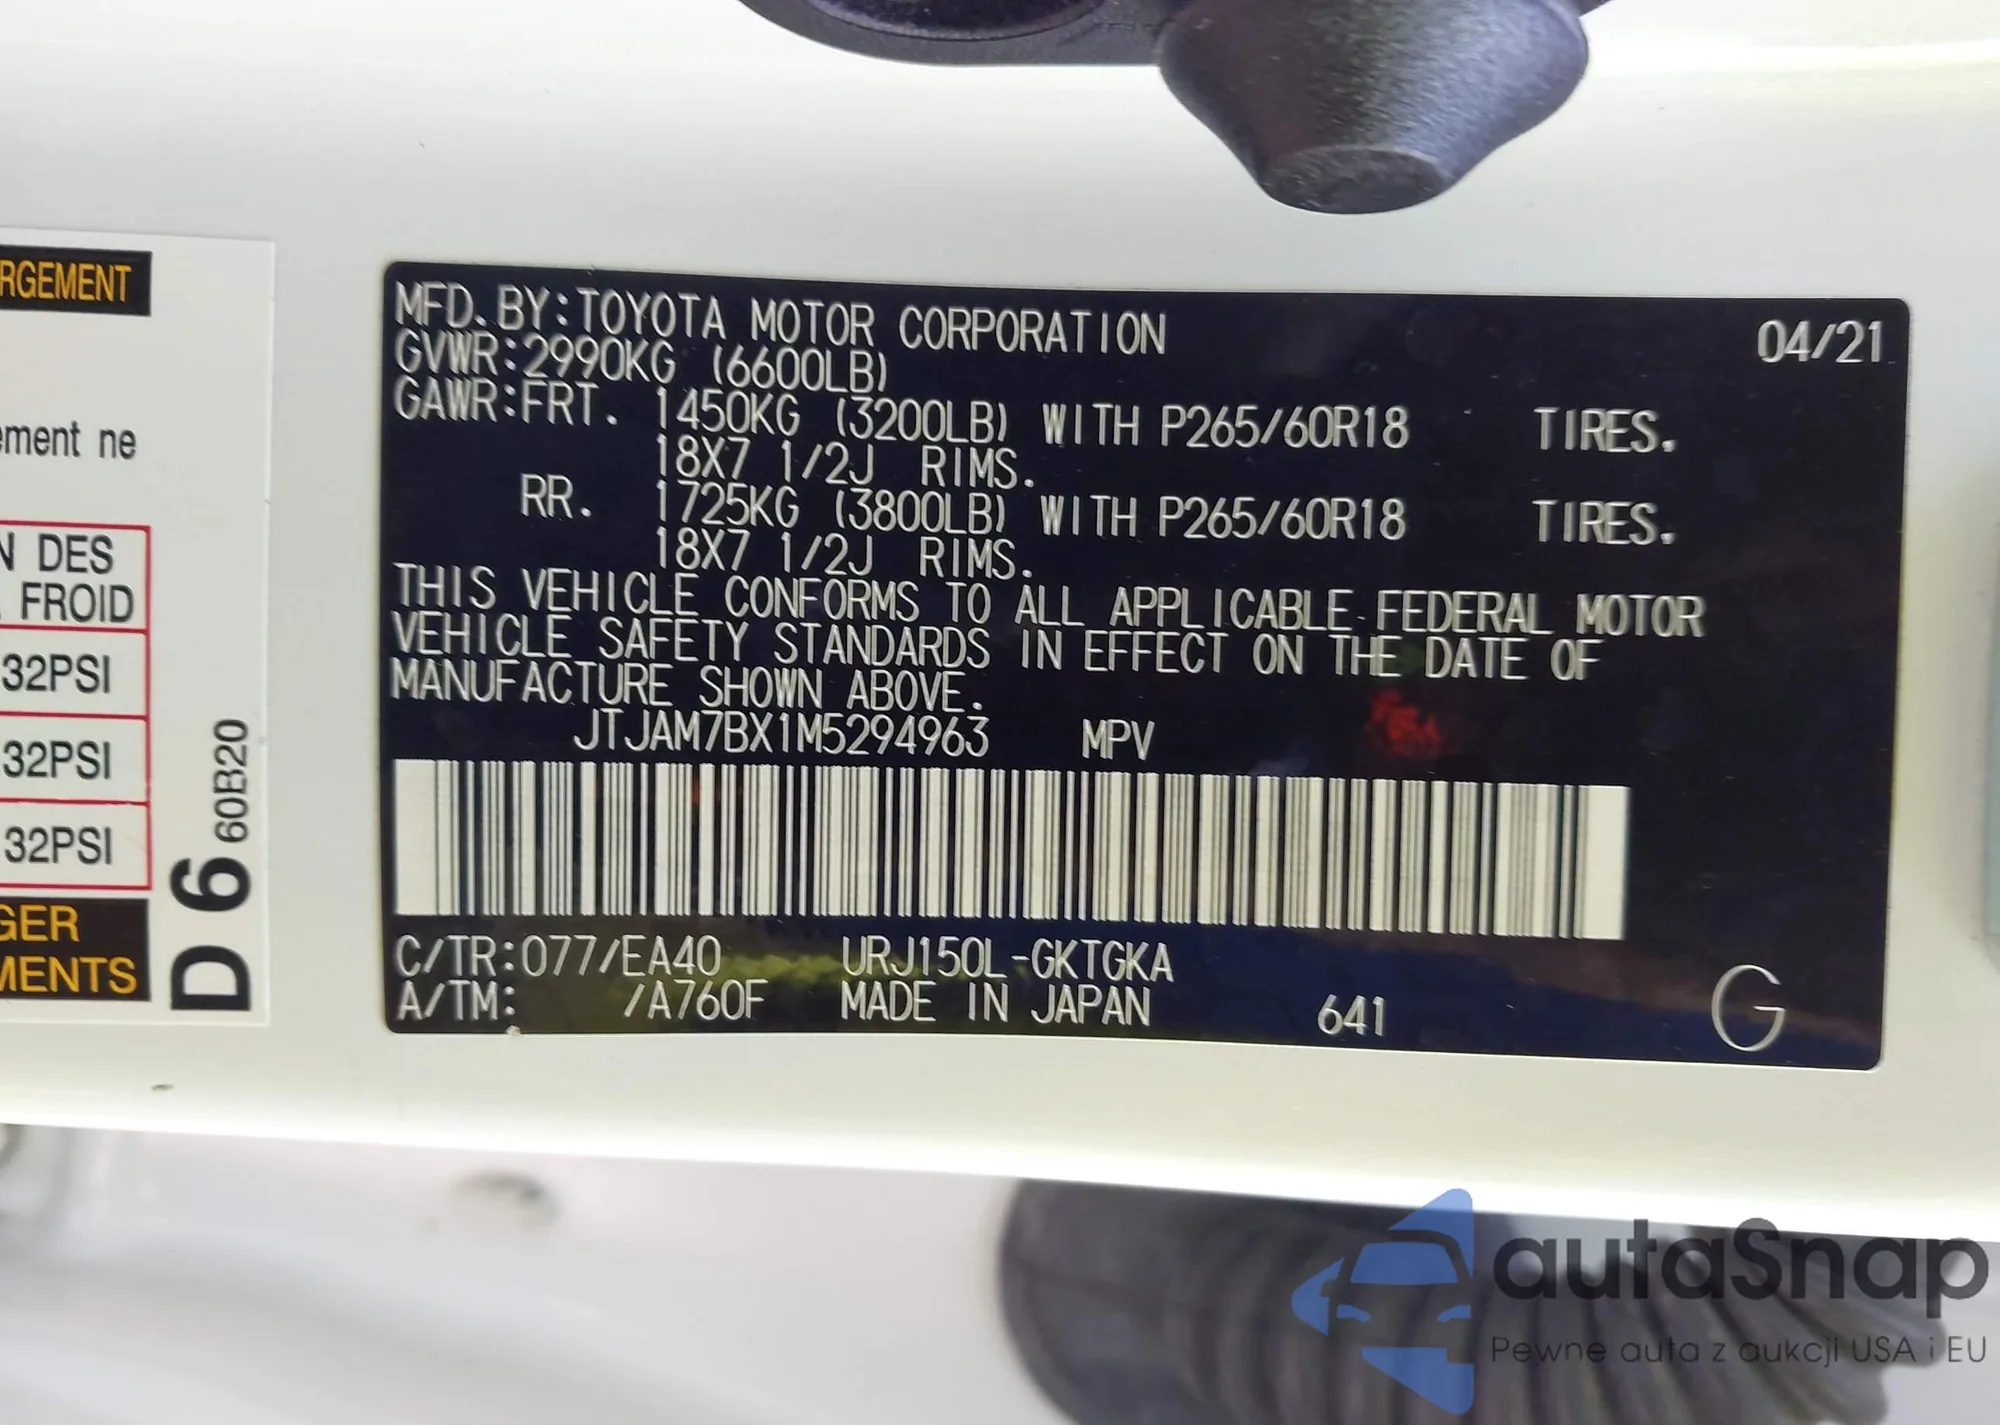 RGEMENT
ement ne
N DES
FROID
32PSI
32PSI
32PSI
GER
MENTS
D 6 60B20
MFD. BY:TOYOTA MOTOR CORPORATION 04/21
GVWR:2990KG (6600LB)
GAWR:FRT. 1450KG (3200LB) WITH P265/60R18 TIRES.
18X7 1/2J RIMS.
RR. 1725KG (3800LB) WITH P265/60R18 TIRES.
18X7 1/2J RIMS.
THIS VEHICLE CONFORMS TO ALL APPLICABLE FEDERAL MOTOR
VEHICLE SAFETY STANDARDS IN EFFECT ON THE DATE OF
MANUFACTURE SHOWN ABOVE.
JTJAM7BX1M5294963 MPV
C/TR:077/EA40 URJ150L-GKTGKA
A/TM: /A760F MADE IN JAPAN 641 G
autaSnap
Pewne auta z aukcji USA i EU